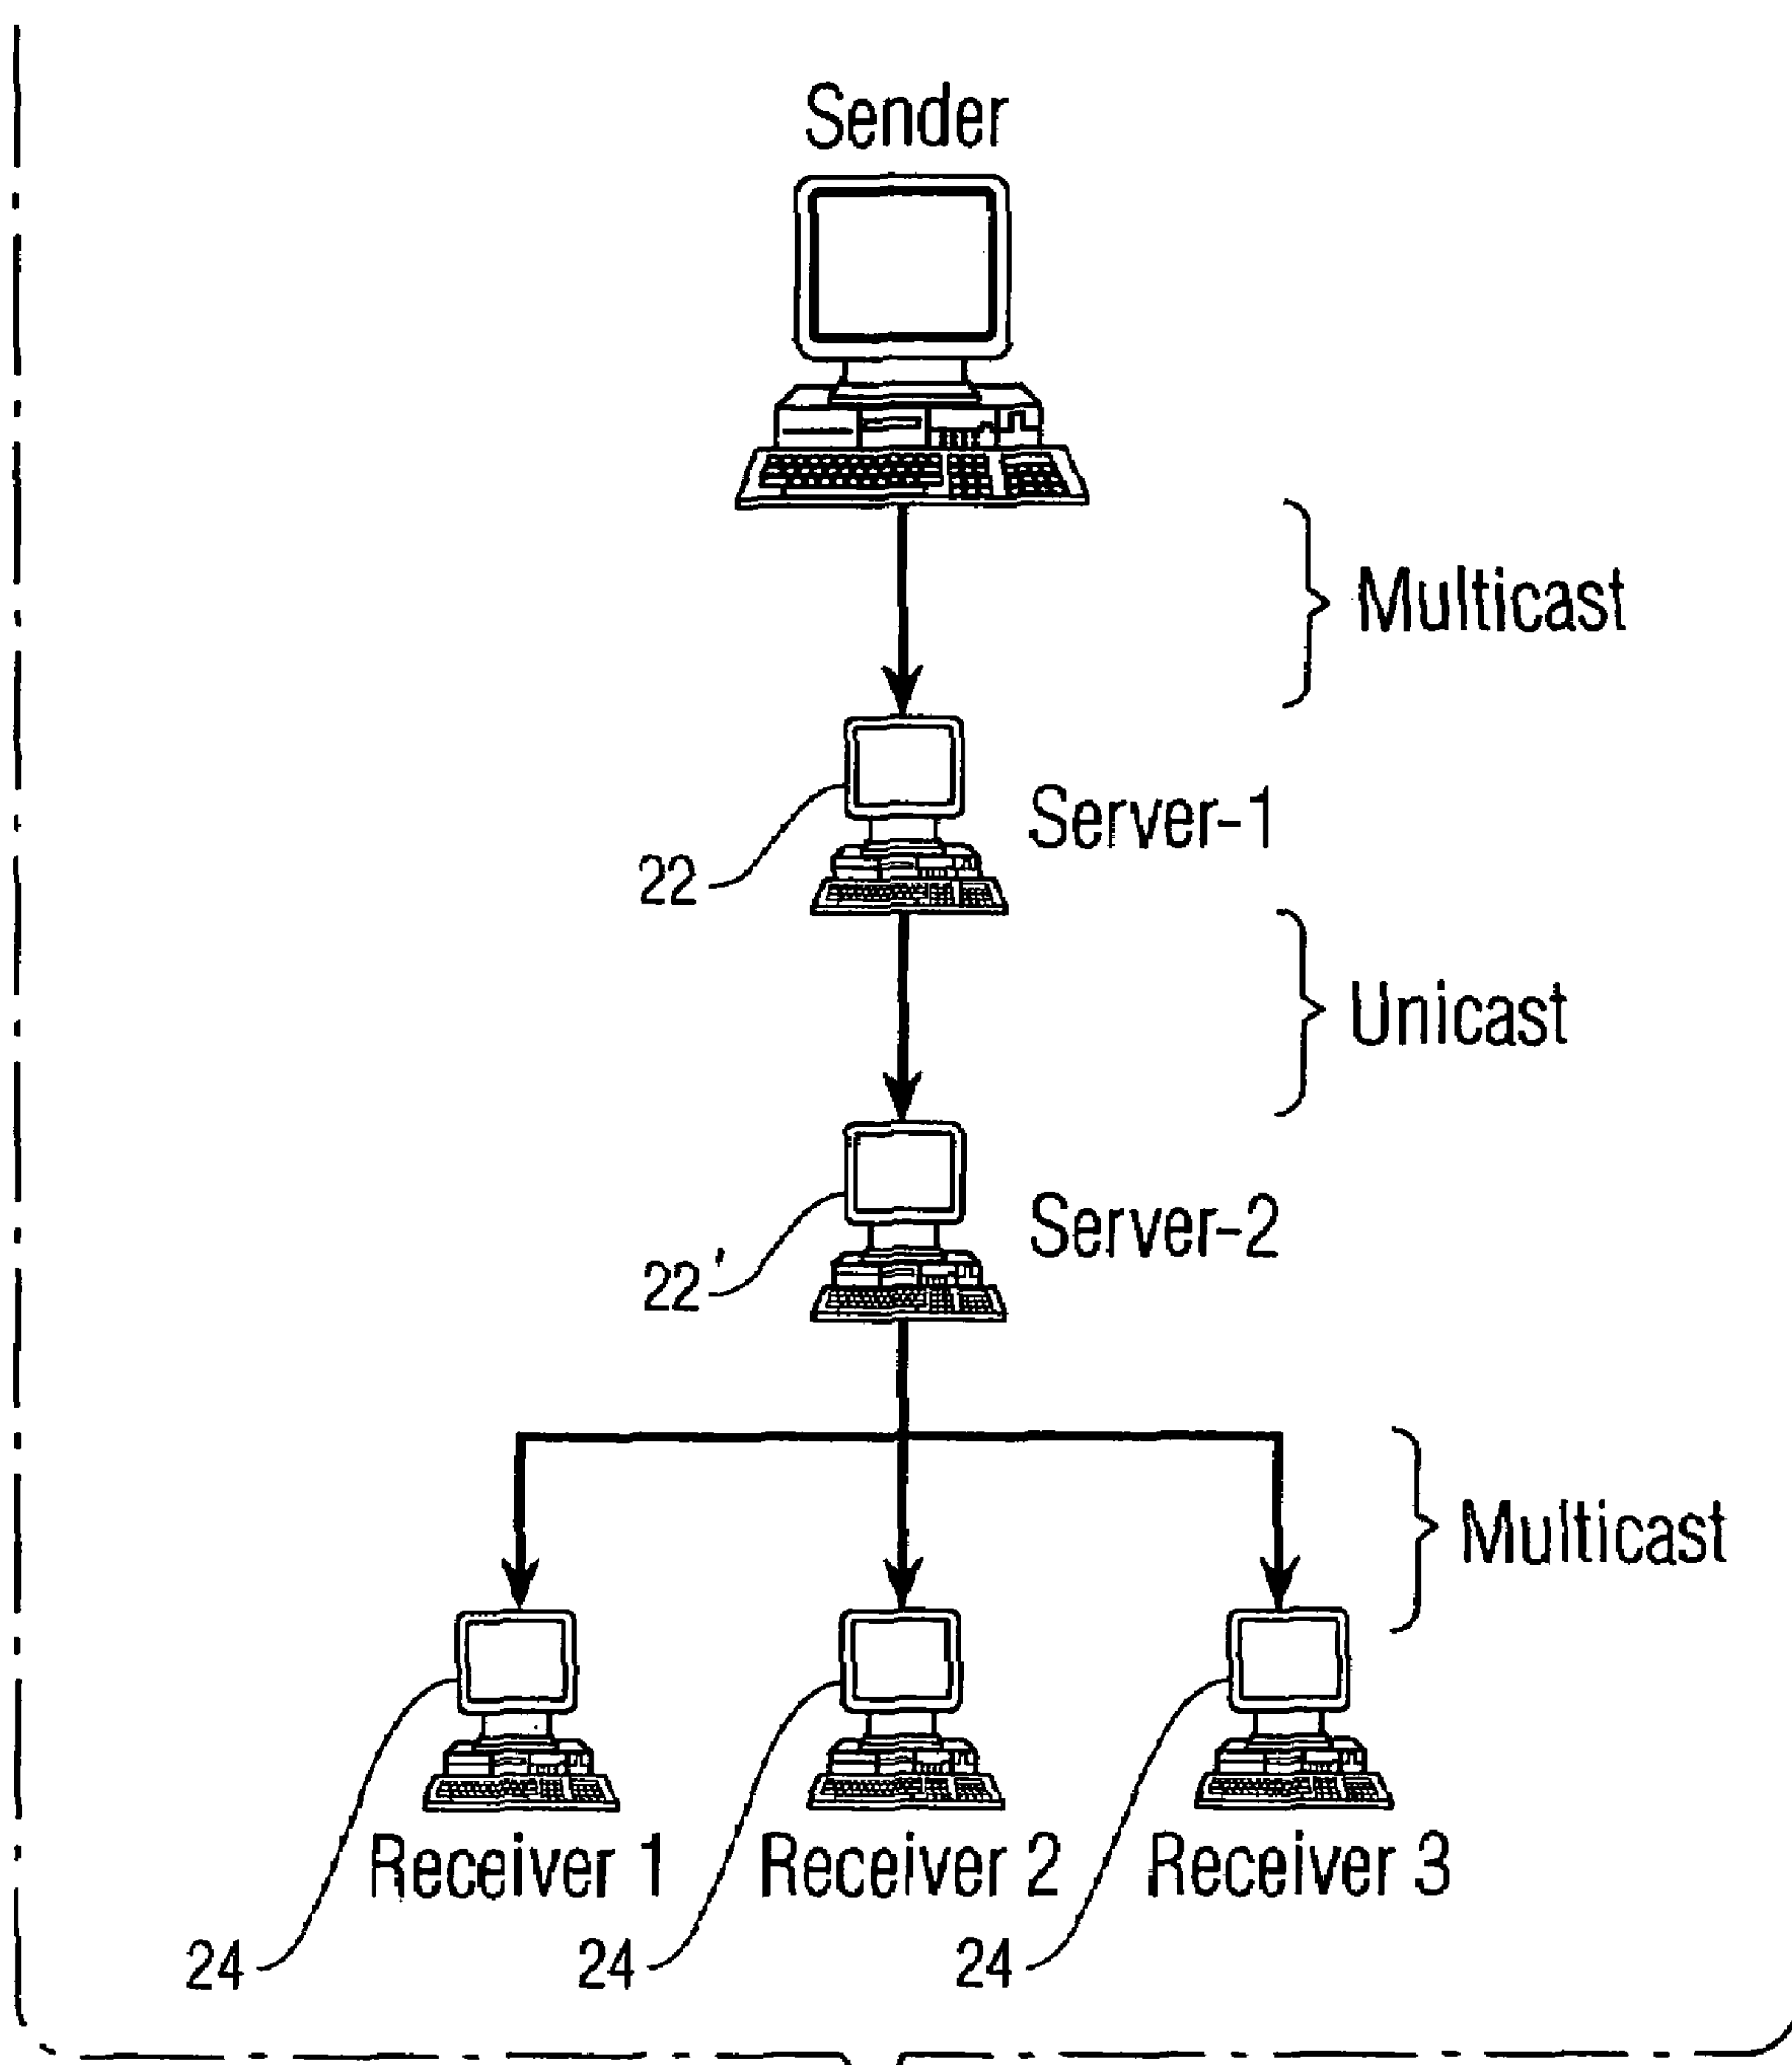 Sender
Multicast
Server-1
22
Unicast
Server-2
22'
Multicast
Receiver 1
Receiver 2
Receiver 3
24
24
24